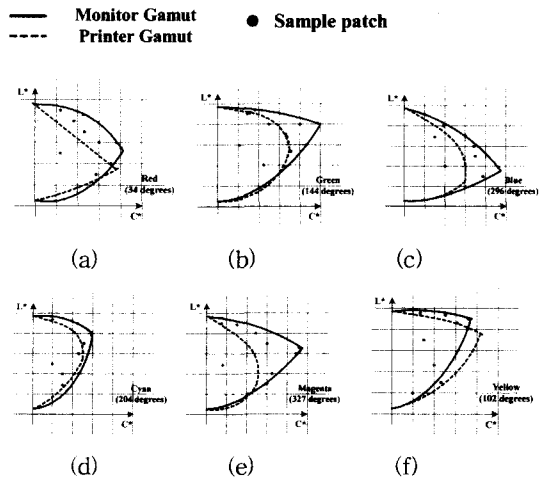 Monitor Gamut
Printer Gamut
Sample patch
L*
Red
(34 degrees)
C*
(a)
L*
Green
(144 degrees)
C*
(b)
L*
Blue
(296 degrees)
C*
(c)
L*
Cyan
(204 degrees)
C*
(d)
L*
Magenta
(327 degrees)
C*
(e)
L*
Yellow
(102 degrees)
C*
(f)